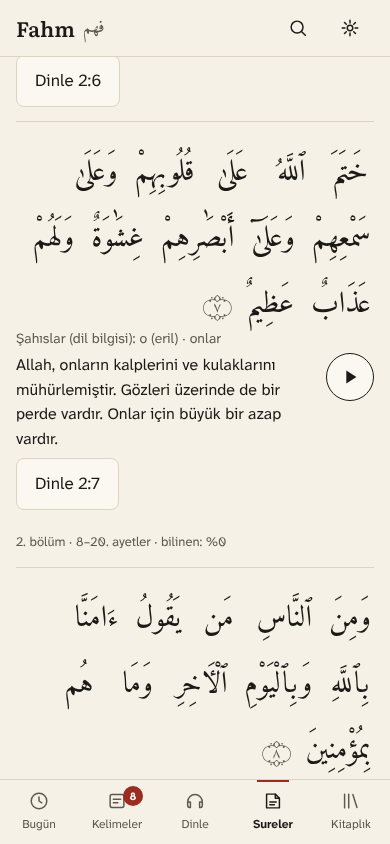 Fahm فهم
Dinle 2:6
خَتَمَ ٱللَّهُ عَلَىٰ قُلُوبِهِمْ وَعَلَىٰ
سَمْعِهِمْ وَعَلَىٰٓ أَبْصَٰرِهِمْ غِشَٰوَةٌ وَلَهُمْ
عَذَابٌ عَظِيمٌ ٧
Şahıslar (dil bilgisi): o (eril) · onlar
Allah, onların kalplerini ve kulaklarını
mühürlemiştir. Gözleri üzerinde de bir
perde vardır. Onlar için büyük bir azap
vardır.
Dinle 2:7
2. bölüm · 8–20. ayetler · bilinen: %0
وَمِنَ ٱلنَّاسِ مَن يَقُولُ ءَامَنَّا
بِٱللَّهِ وَبِٱلْيَوْمِ ٱلْءَاخِرِ وَمَا هُم
بِمُؤْمِنِينَ ٨
Bugün
Kelimeler 8
Dinle
Sureler
Kitaplık